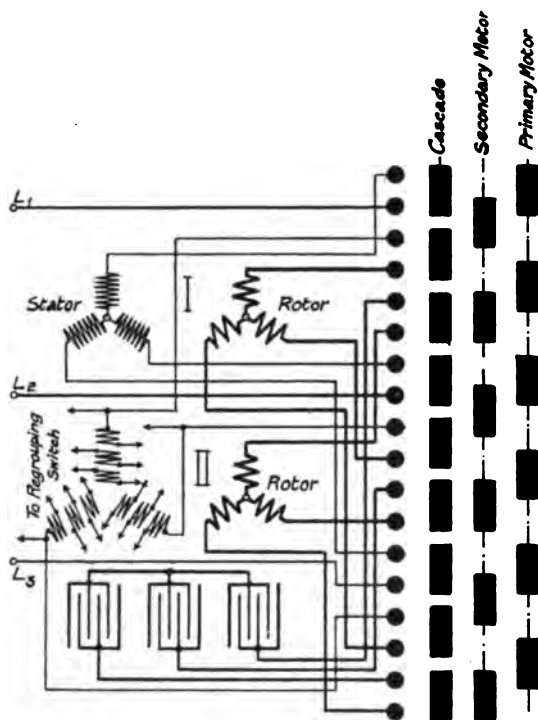 Cascade
Secondary Motor
Primary Motor
L1
Stator
I
Rotor
L2
To Regrouping
Switch
II
Rotor
L3